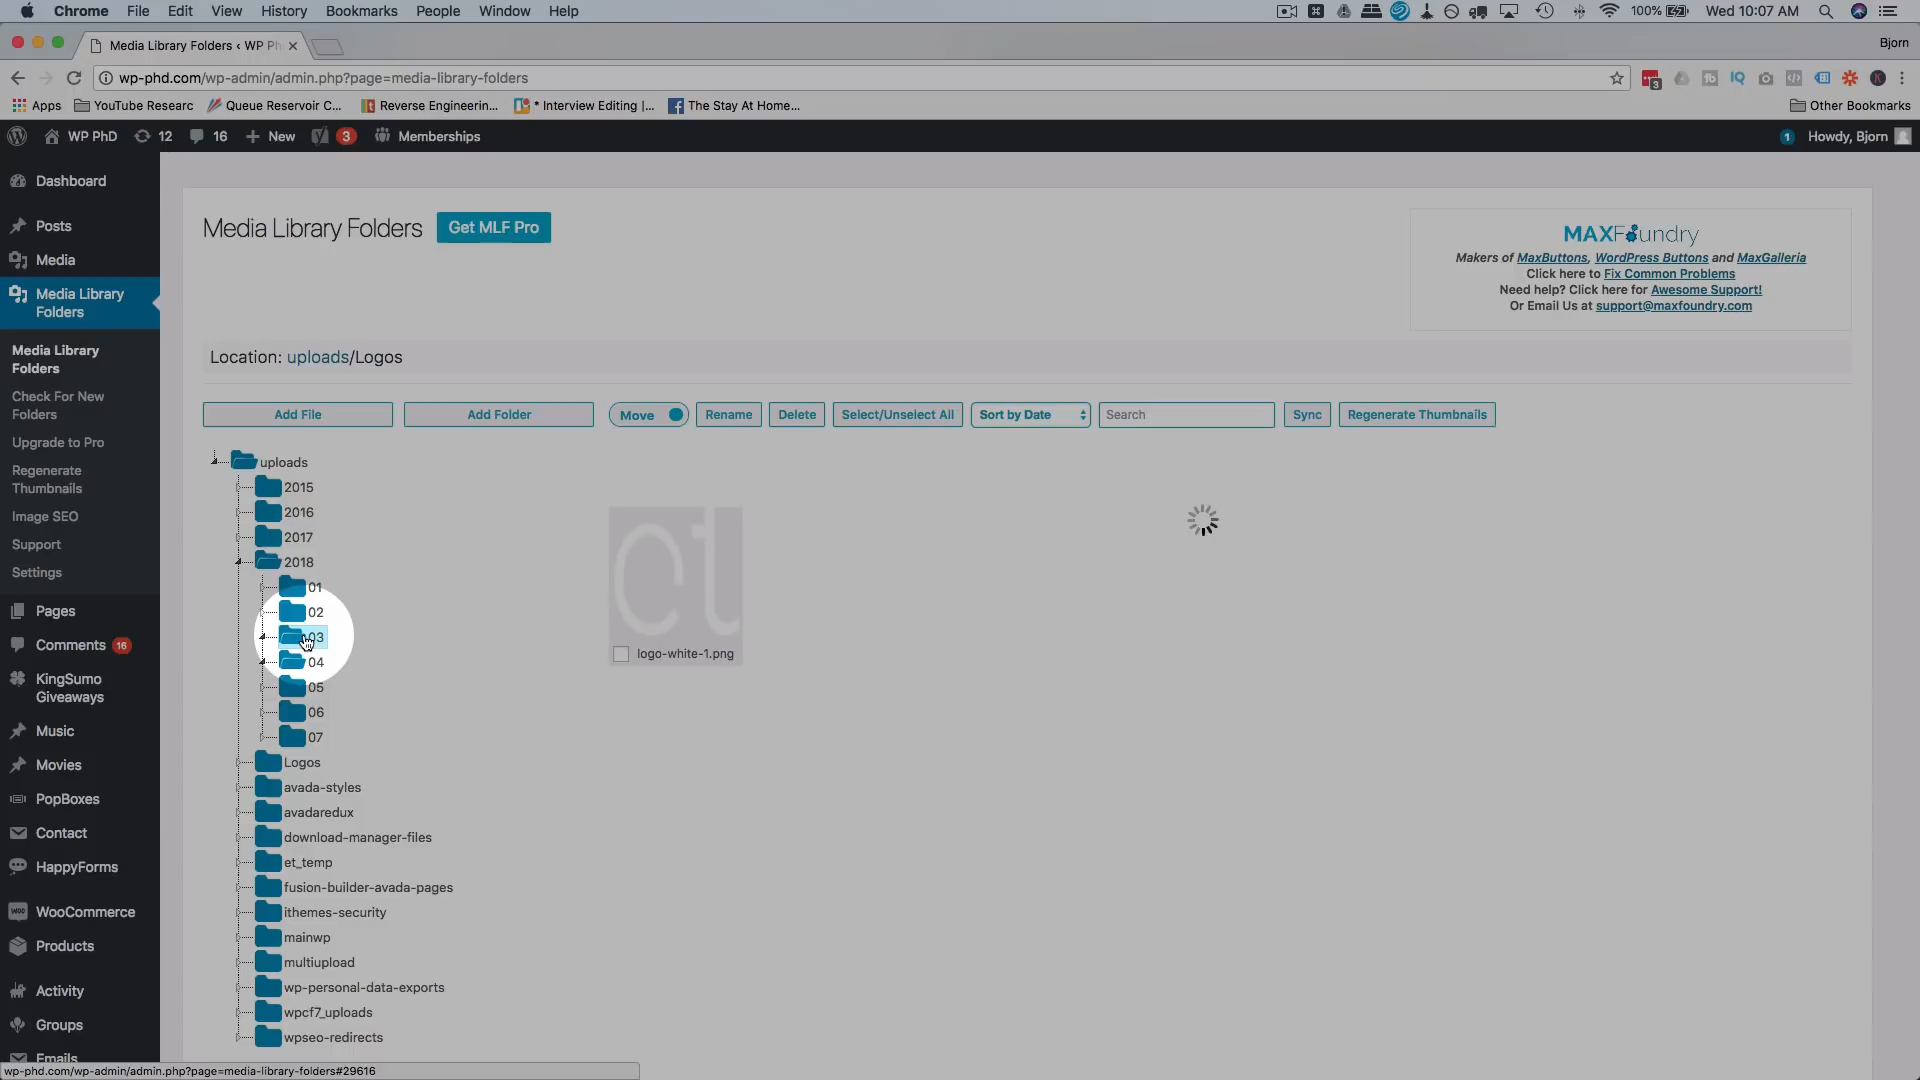 Chrome File Edit View History Bookmarks People Window Help 100% Wed 10:07 AM
Media Library Folders ‹ WP Ph
Bjorn
wp-phd.com/wp-admin/admin.php?page=media-library-folders
3
Apps YouTube Researc Queue Reservoir C... Reverse Engineerin... * Interview Editing |... The Stay At Home... Other Bookmarks
WP PhD 12 16 New 3 Memberships 1 Howdy, Bjorn
Dashboard
Posts
Media
Media Library
Folders
Media Library
Folders
Check For New
Folders
Upgrade to Pro
Regenerate
Thumbnails
Image SEO
Support
Settings
Pages
Comments 16
KingSumo
Giveaways
Music
Movies
PopBoxes
Contact
HappyForms
WooCommerce
Products
Activity
Groups
Emails
Media Library Folders Get MLF Pro
MAXFoundry
Makers of MaxButtons, WordPress Buttons and MaxGalleria
Click here to Fix Common Problems
Need help? Click here for Awesome Support!
Or Email Us at support@maxfoundry.com
Location: uploads/Logos
Add File Add Folder Move Rename Delete Select/Unselect All Sort by Date Search Sync Regenerate Thumbnails
uploads
2015
2016
2017
2018
01
02
03
04
05
06
07
Logos
avada-styles
avadaredux
download-manager-files
et_temp
fusion-builder-avada-pages
ithemes-security
mainwp
multiupload
wp-personal-data-exports
wpcf7_uploads
wpseo-redirects
ct
logo-white-1.png
wp-phd.com/wp-admin/admin.php?page=media-library-folders#29616